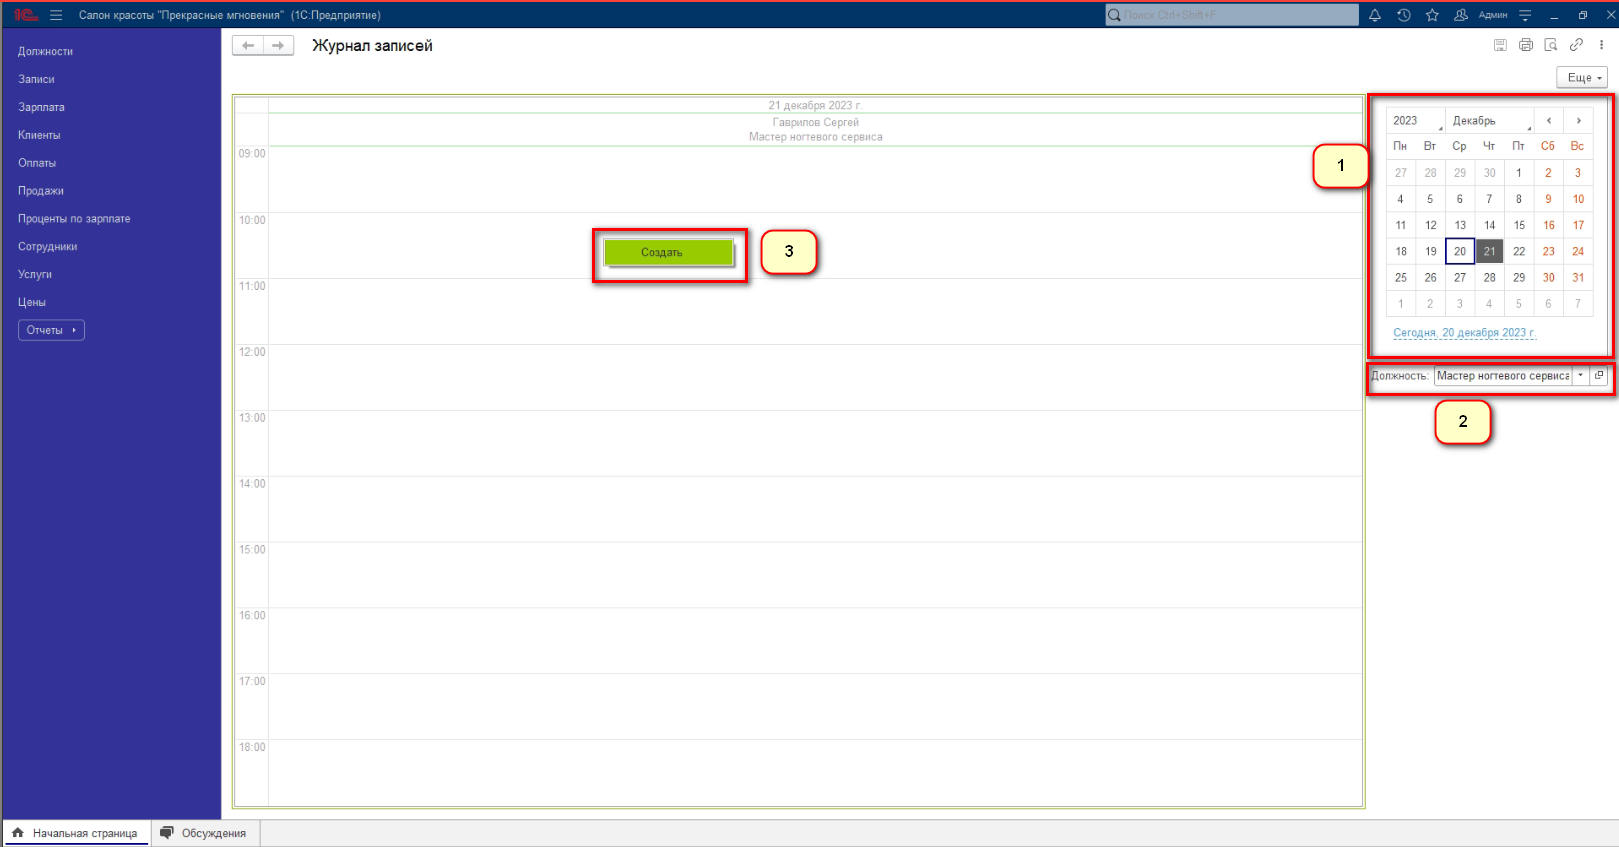 1С Салон красоты "Прекрасные мгновения" (1С:Предприятие) Поиск Ctrl+Shift+F Админ
Должности
Записи
Зарплата
Клиенты
Оплаты
Продажи
Проценты по зарплате
Сотрудники
Услуги
Цены
Отчеты
Журнал записей
Еще
21 декабря 2023 г.
Гаврилов Сергей
Мастер ногтевого сервиса
09:00
10:00
Создать
3
11:00
12:00
13:00
14:00
15:00
16:00
17:00
18:00
1
2023 Декабрь
Пн Вт Ср Чт Пт Сб Вс
27 28 29 30 1 2 3
4 5 6 7 8 9 10
11 12 13 14 15 16 17
18 19 20 21 22 23 24
25 26 27 28 29 30 31
1 2 3 4 5 6 7
Сегодня, 20 декабря 2023 г.
Должность: Мастер ногтевого сервиса
2
Начальная страница Обсуждения